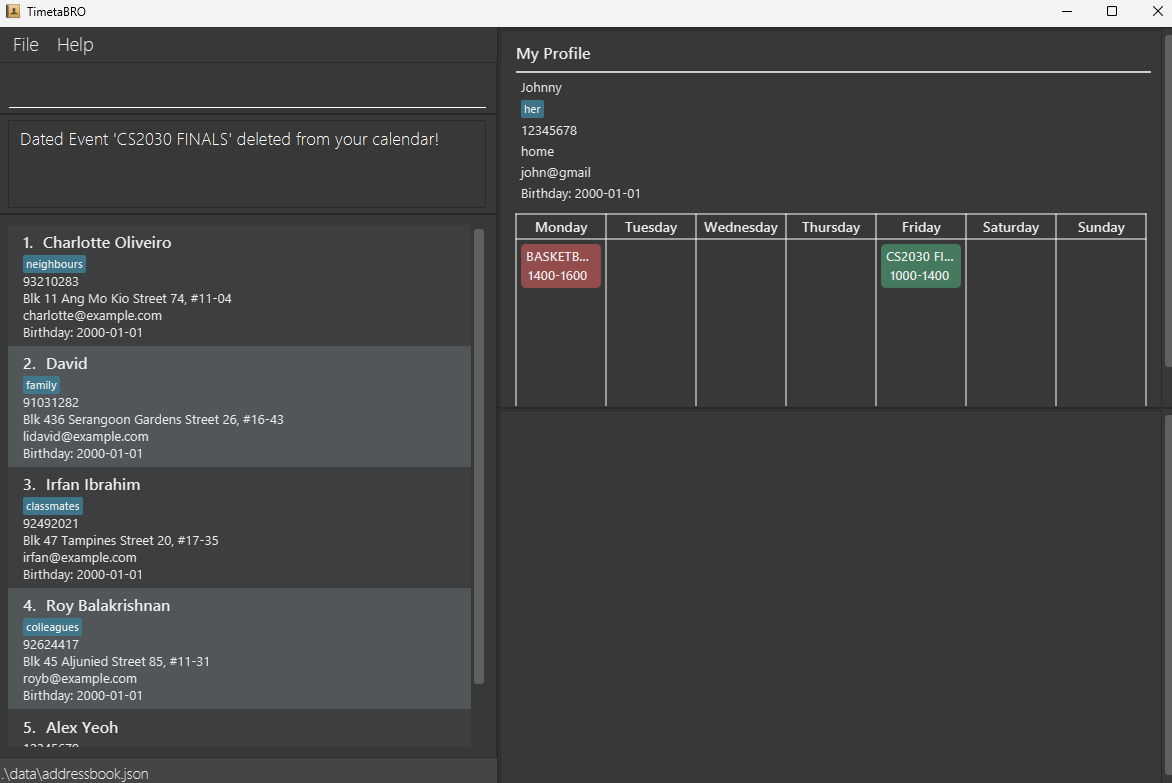 TimetaBRO
File Help
Dated Event 'CS2030 FINALS' deleted from your calendar!
1. Charlotte Oliveiro
neighbours
93210283
Blk 11 Ang Mo Kio Street 74, #11-04
charlotte@example.com
Birthday: 2000-01-01
2. David
family
91031282
Blk 436 Serangoon Gardens Street 26, #16-43
lidavid@example.com
Birthday: 2000-01-01
3. Irfan Ibrahim
classmates
92492021
Blk 47 Tampines Street 20, #17-35
irfan@example.com
Birthday: 2000-01-01
4. Roy Balakrishnan
colleagues
92624417
Blk 45 Aljunied Street 85, #11-31
royb@example.com
Birthday: 2000-01-01
5. Alex Yeoh
.\data\addressbook.json
My Profile
Johnny
her
12345678
home
john@gmail
Birthday: 2000-01-01
Monday Tuesday Wednesday Thursday Friday Saturday Sunday
BASKETB... CS2030 FI...
1400-1600 1000-1400